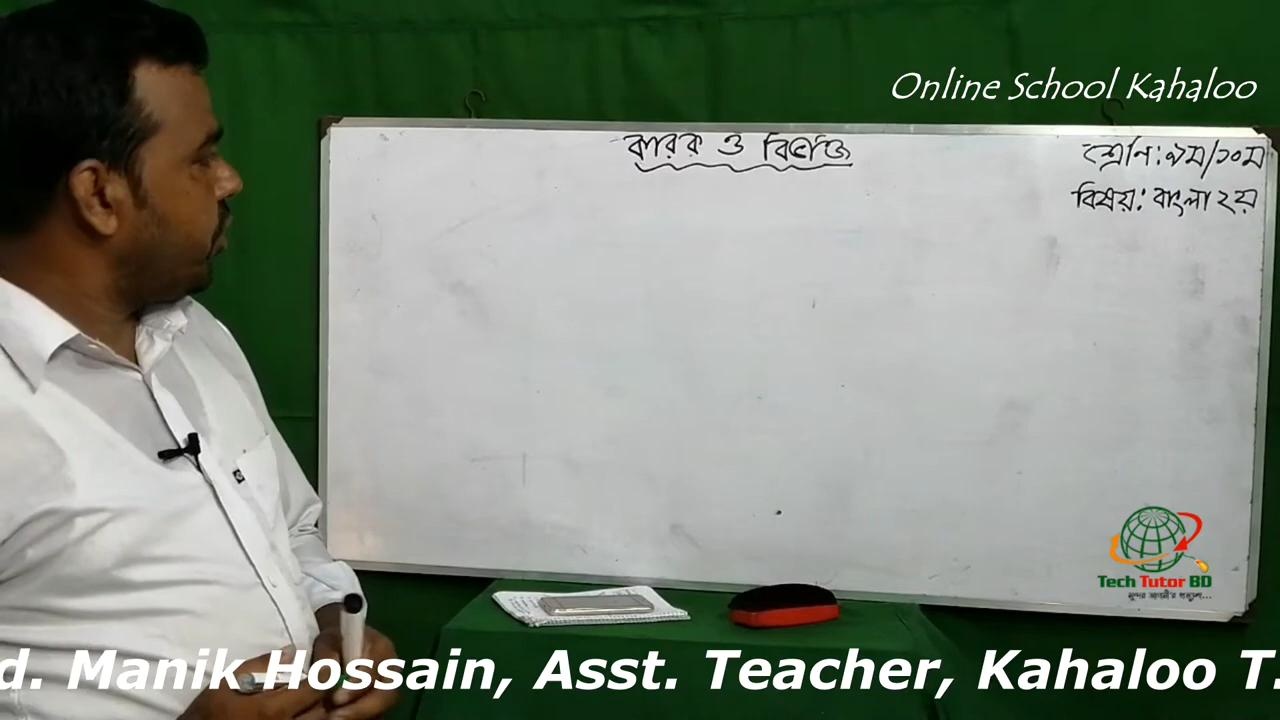 Online School Kahaloo
কারক ও বিভক্তি
শ্রেণি: ৯ম/১০ম
বিষয়: বাংলা ২য়
Tech Tutor BD
d. Manik Hossain, Asst. Teacher, Kahaloo T.